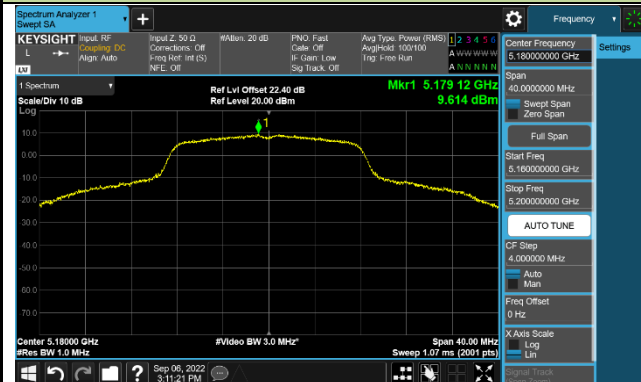 Spectrum Analyzer 1
Swept SA
+
Frequency
KEYSIGHT
Input: RF
Coupling: DC
Align: Auto
Input Z: 50 Ω
Corrections: Off
Freq Ref: Int (S)
NFE: Off
#Atten: 20 dB
PNO: Fast
Gate: Off
IF Gain: Low
Sig Track: Off
Avg Type: Power (RMS)
Avg|Hold: 100/100
Trig: Free Run
1 2 3 4 5 6
A W W W W W
A N N N N N
L
LXI
1 Spectrum
Scale/Div 10 dB
Log
Ref Lvl Offset 22.40 dB
Ref Level 20.00 dBm
Mkr1 5.179 12 GHz
9.614 dBm
1
10.0
0.00
-10.0
20.0
30.0
40.0
-50.0
60.0
70.0
Center 5.18000 GHz
#Res BW 1.0 MHz
#Video BW 3.0 MHz*
Span 40.00 MHz
Sweep 1.07 ms (2001 pts)
Center Frequency
5.180000000 GHz
Settings
Span
40.0000000 MHz
Swept Span
Zero Span
Full Span
Start Freq
5.160000000 GHz
Stop Freq
5.200000000 GHz
AUTO TUNE
CF Step
4.000000 MHz
Auto
Man
Freq Offset
0 Hz
X Axis Scale
Log
Lin
Signal Track
?
Sep 06, 2022
3:11:21 PM